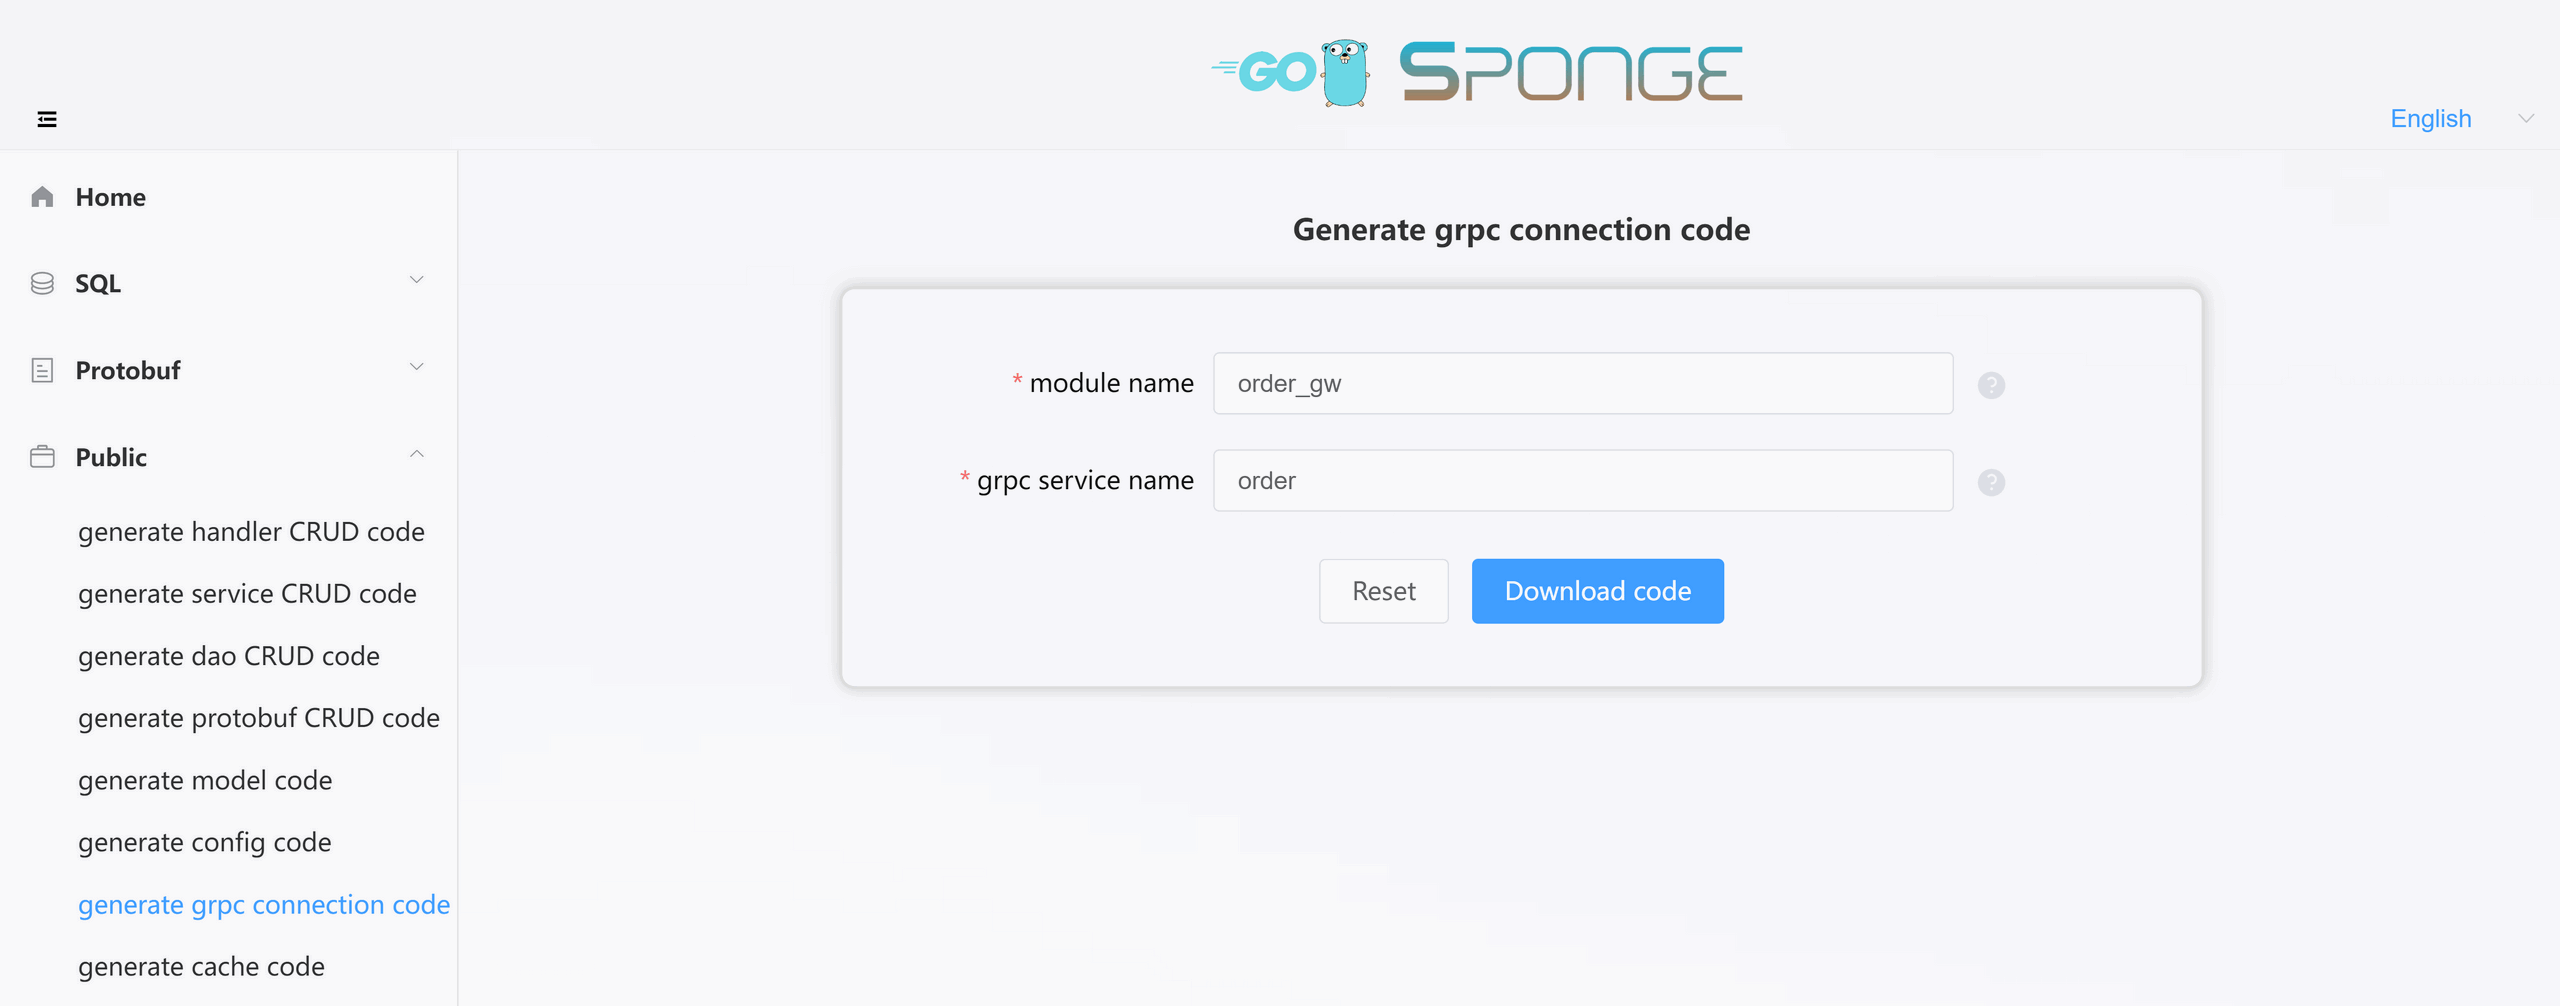 GO SPONGE
English
Home
SQL
Protobuf
Public
generate handler CRUD code
generate service CRUD code
generate dao CRUD code
generate protobuf CRUD code
generate model code
generate config code
generate grpc connection code
generate cache code
Generate grpc connection code
* module name order_gw ?
* grpc service name order ?
Reset Download code